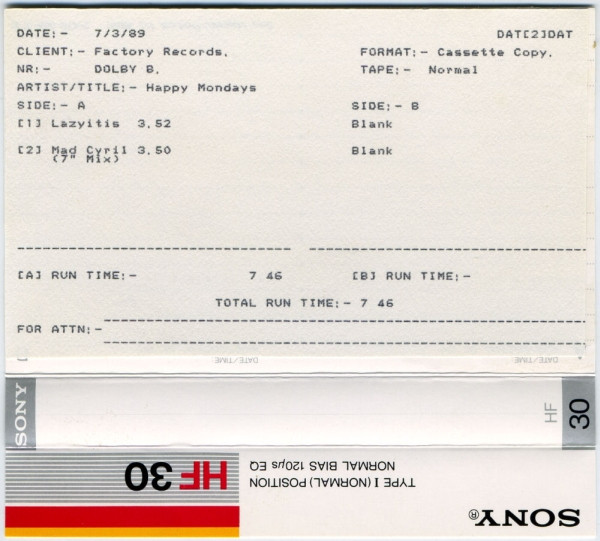 DATE:- 7/3/89 DAT[2]DAT
CLIENT:- Factory Records. FORMAT:- Cassette Copy.
NR:- DOLBY B. TAPE:- Normal
ARTIST/TITLE:- Happy Mondays
SIDE:- A SIDE:- B
[1] Lazyitis 3.52 Blank
[2] Mad Cyril 3.50 Blank
(7" Mix)
[A] RUN TIME:- 7 46 [B] RUN TIME:-
TOTAL RUN TIME:- 7 46
FOR ATTN:-
DATE/TIME DATE/TIME
SONY HF 30
HF 30 TYPE I (NORMAL) POSITION
NORMAL BIAS 120µs EQ
SONY®